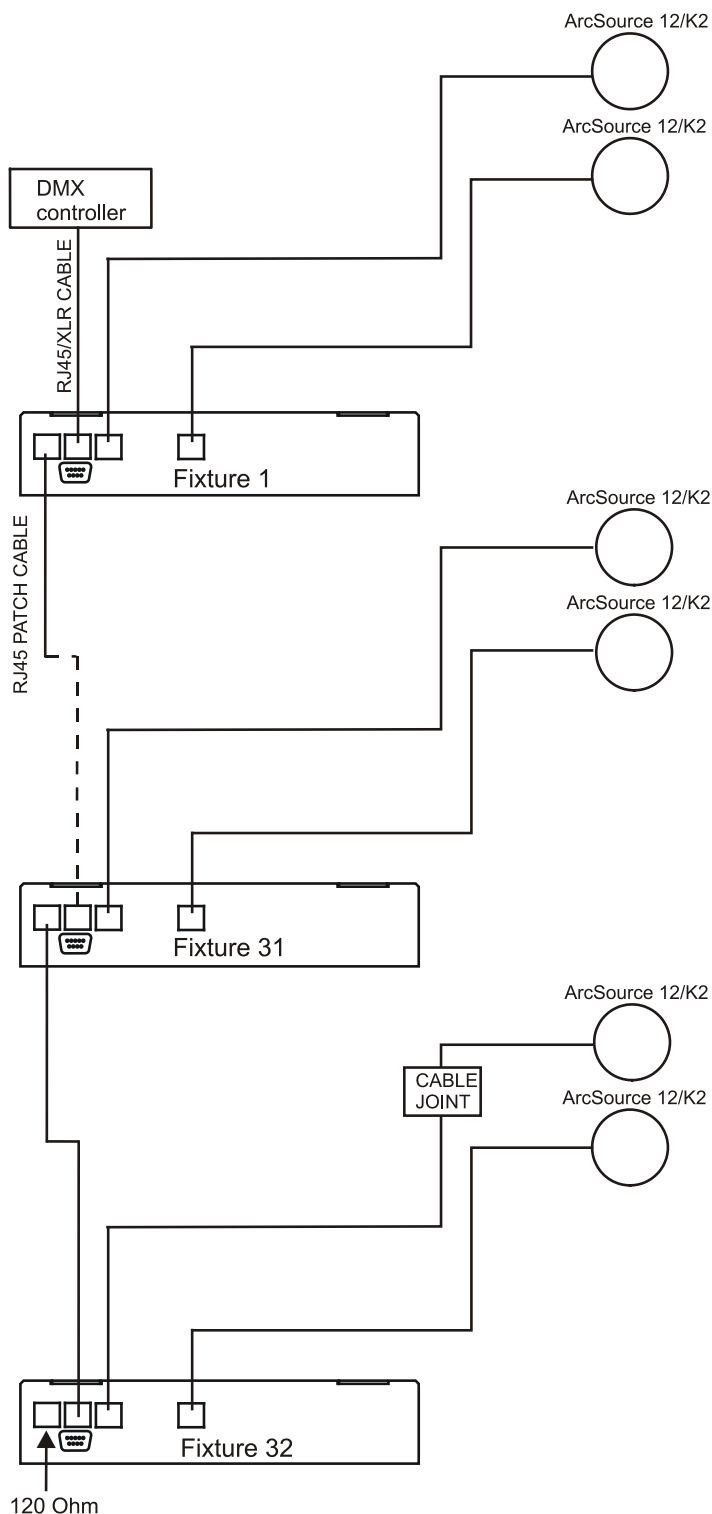 ArcSource 12/K2
ArcSource 12/K2
DMX
controller
RJ45/XLR CABLE
Fixture 1
RJ45 PATCH CABLE
ArcSource 12/K2
ArcSource 12/K2
Fixture 31
ArcSource 12/K2
CABLE
JOINT
ArcSource 12/K2
Fixture 32
120 Ohm